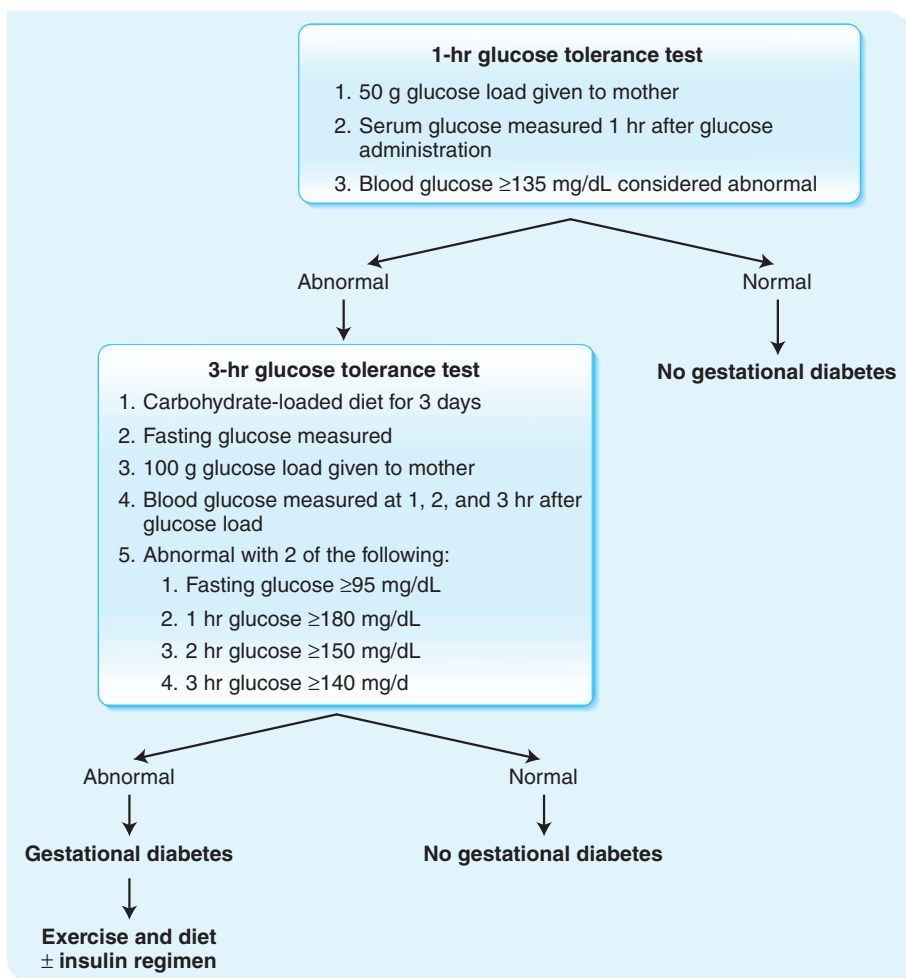 1-hr glucose tolerance test
1. 50 g glucose load given to mother
2. Serum glucose measured 1 hr after glucose
administration
3. Blood glucose ≥135 mg/dL considered abnormal
Abnormal
Normal
3-hr glucose tolerance test
1. Carbohydrate-loaded diet for 3 days
2. Fasting glucose measured
3. 100 g glucose load given to mother
4. Blood glucose measured at 1, 2, and 3 hr after
glucose load
5. Abnormal with 2 of the following:
1. Fasting glucose ≥95 mg/dL
2. 1 hr glucose ≥180 mg/dL
3. 2 hr glucose ≥150 mg/dL
4. 3 hr glucose ≥140 mg/d
No gestational diabetes
Abnormal
Normal
Gestational diabetes
No gestational diabetes
Exercise and diet
± insulin regimen